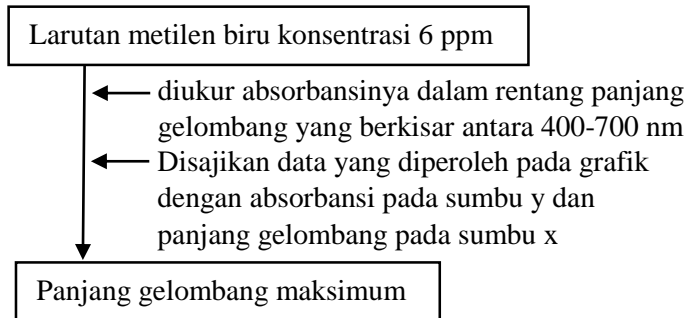 Larutan metilen biru konsentrasi 6 ppm
diukur absorbansinya dalam rentang panjang
gelombang yang berkisar antara 400-700 nm
Disajikan data yang diperoleh pada grafik
dengan absorbansi pada sumbu y dan
panjang gelombang pada sumbu x
Panjang gelombang maksimum